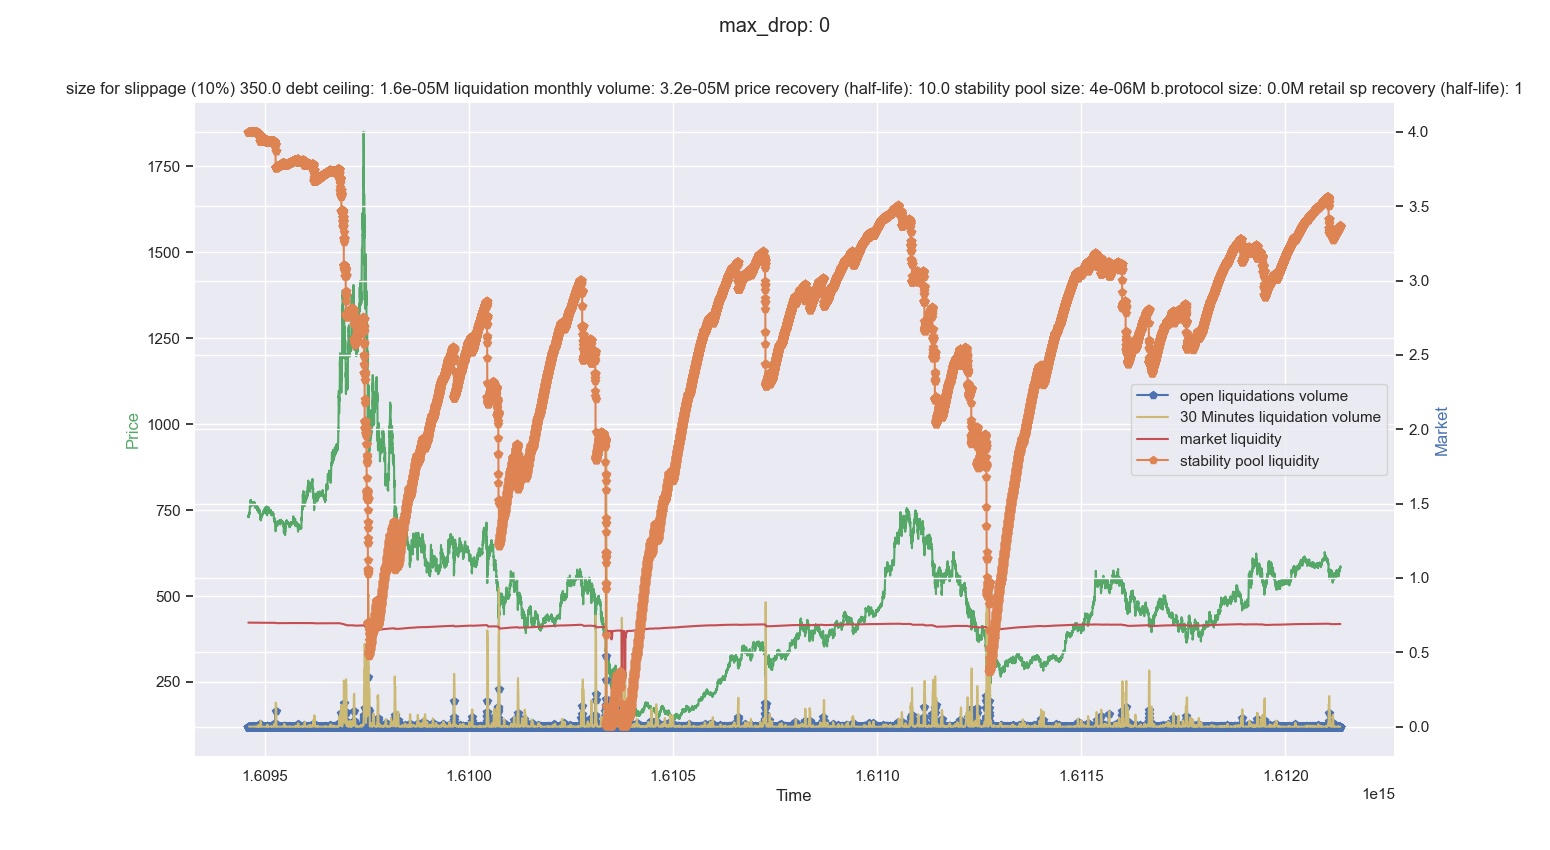 max_drop: 0
size for slippage (10%) 350.0 debt ceiling: 1.6e-05M liquidation monthly volume: 3.2e-05M price recovery (half-life): 10.0 stability pool size: 4e-06M b.protocol size: 0.0M retail sp recovery (half-life): 1
1750
1500
1250
1000
750
500
250
Price
4.0
3.5
3.0
2.5
2.0
1.5
1.0
0.5
0.0
Market
open liquidations volume
30 Minutes liquidation volume
market liquidity
stability pool liquidity
1.6095
1.6100
1.6105
1.6110
1.6115
1.6120
1e15
Time